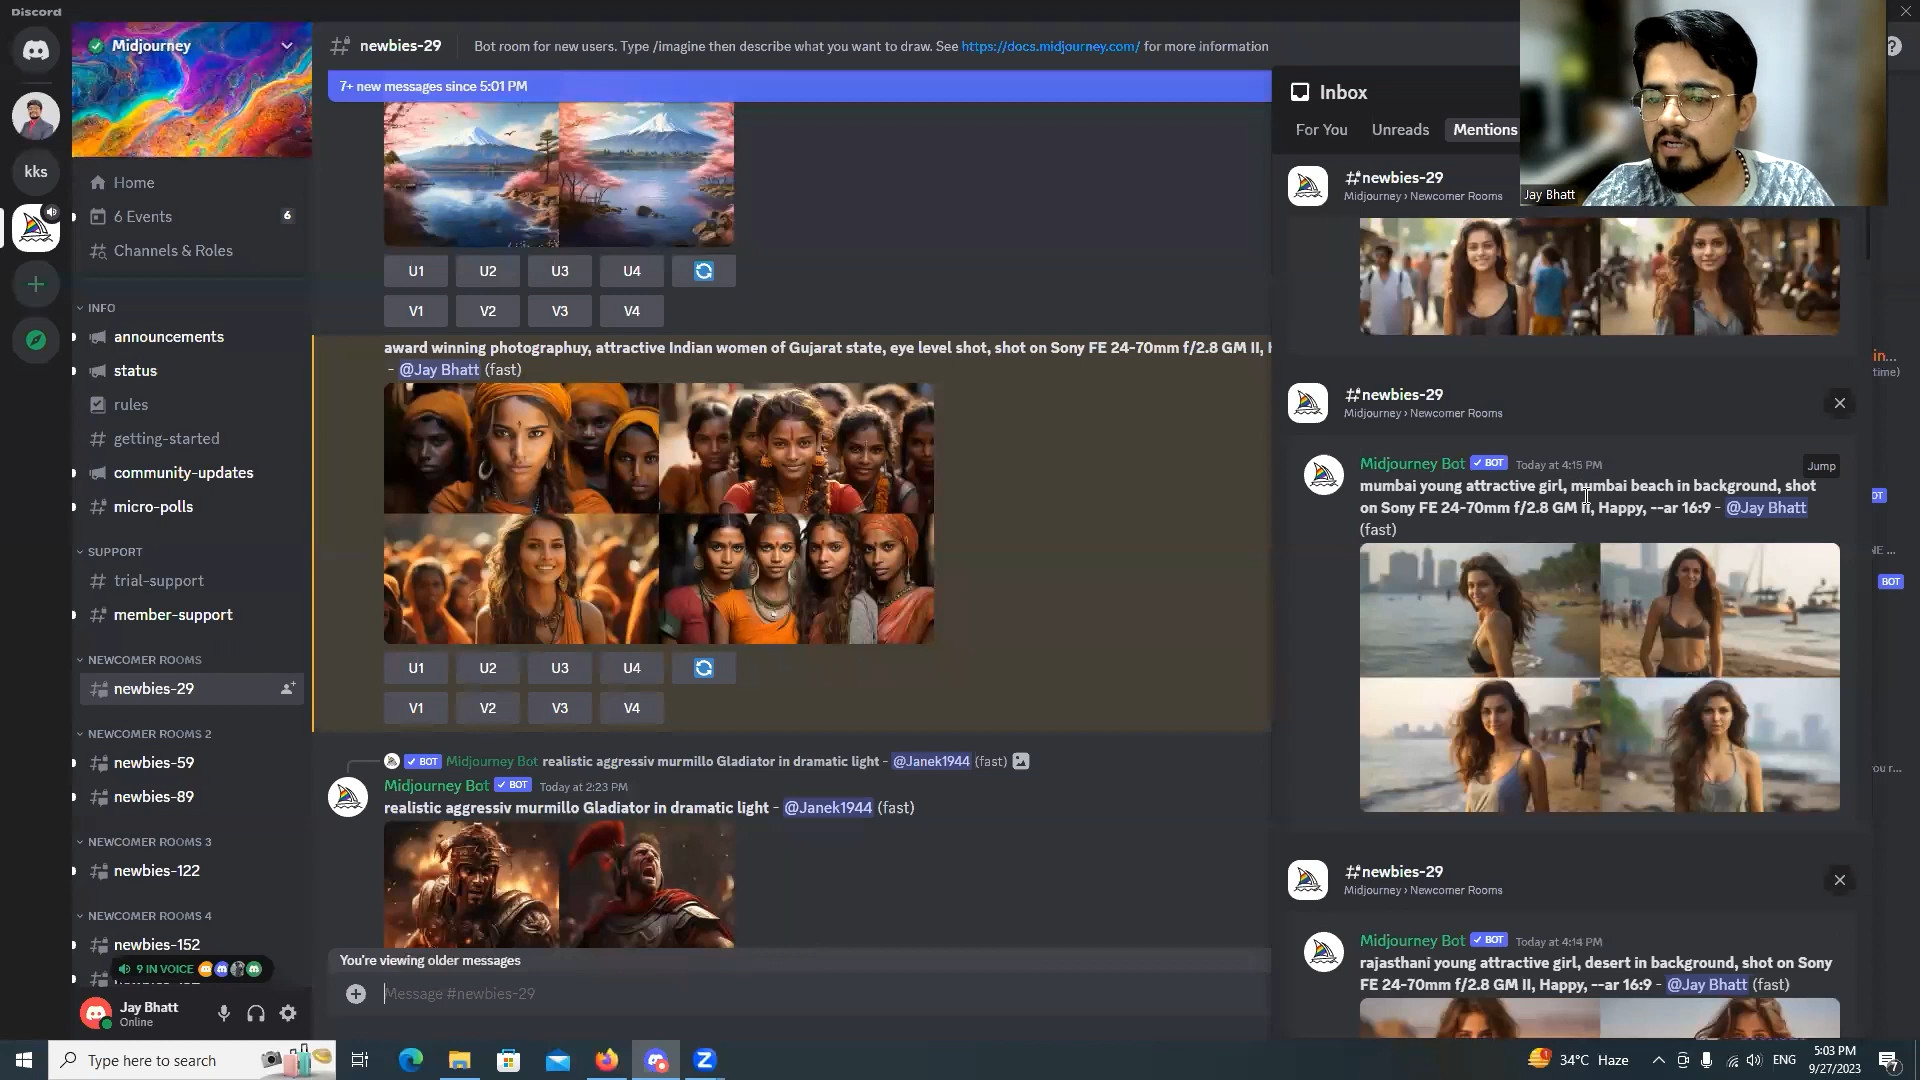 Discord
Midjourney
kks
Home
6 Events
6
Channels & Roles
INFO
announcements
status
rules
getting-started
community-updates
micro-polls
SUPPORT
trial-support
member-support
NEWCOMER ROOMS
newbies-29
NEWCOMER ROOMS 2
newbies-59
newbies-89
NEWCOMER ROOMS 3
newbies-122
NEWCOMER ROOMS 4
newbies-152
9 IN VOICE
Jay Bhatt
Online
newbies-29
Bot room for new users. Type /imagine then describe what you want to draw. See https://docs.midjourney.com/ for more information
7+ new messages since 5:01 PM
U1 U2 U3 U4
V1 V2 V3 V4
award winning photographuy, attractive Indian women of Gujarat state, eye level shot, shot on Sony FE 24-70mm f/2.8 GM II,
- @Jay Bhatt (fast)
U1 U2 U3 U4
V1 V2 V3 V4
BOT Midjourney Bot realistic aggressiv murmillo Gladiator in dramatic light - @Janek1944 (fast)
Midjourney Bot BOT Today at 2:23 PM
realistic aggressiv murmillo Gladiator in dramatic light - @Janek1944 (fast)
You're viewing older messages
Message #newbies-29
Inbox
For You Unreads Mentions
#newbies-29
Midjourney › Newcomer Rooms
Jay Bhatt
#newbies-29
Midjourney › Newcomer Rooms
Midjourney Bot BOT Today at 4:15 PM
Jump
mumbai young attractive girl, mumbai beach in background, shot
on Sony FE 24-70mm f/2.8 GM II, Happy, --ar 16:9 - @Jay Bhatt
(fast)
#newbies-29
Midjourney › Newcomer Rooms
Midjourney Bot BOT Today at 4:14 PM
rajasthani young attractive girl, desert in background, shot on Sony
FE 24-70mm f/2.8 GM II, Happy, --ar 16:9 - @Jay Bhatt (fast)
in...
time)
BOT
Type here to search
34°C Haze
ENG
5:03 PM
9/27/2023
7